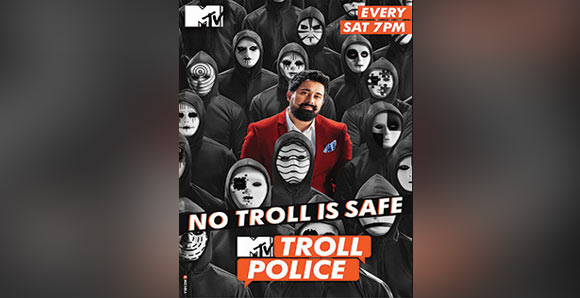 MTV
EVERY
SAT 7PM
NO TROLL IS SAFE
MTV TROLL
POLICE